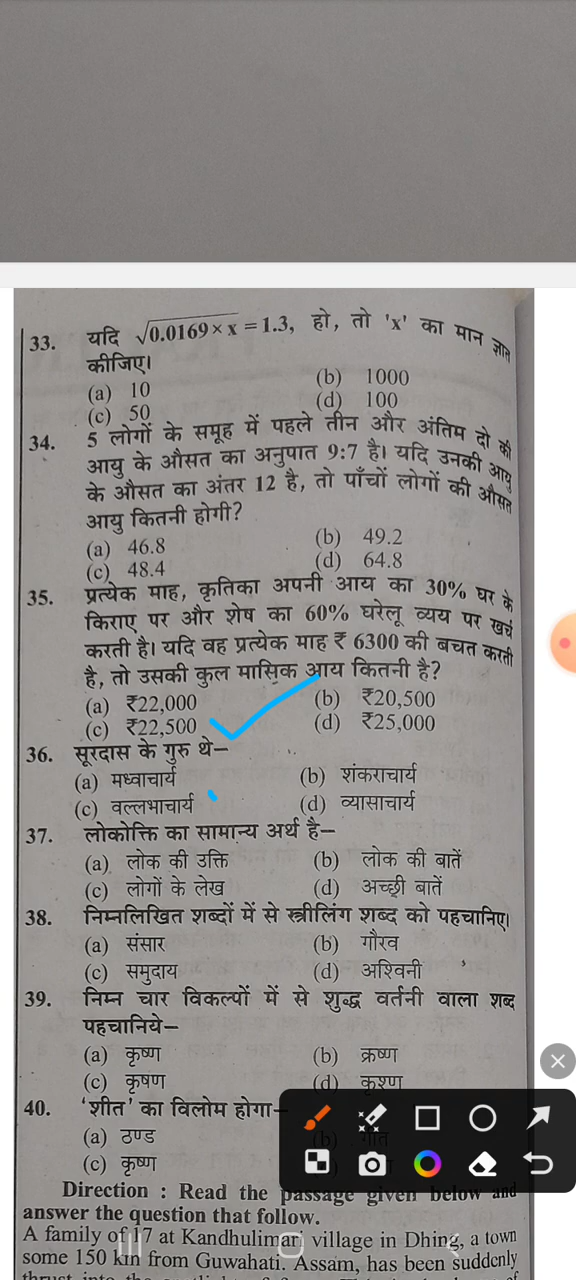 33. यदि √0.0169 × x = 1.3, हो, तो 'x' का मान ज्ञात
कीजिए।
(a) 10 (b) 1000
(c) 50 (d) 100
34. 5 लोगों के समूह में पहले तीन और अंतिम दो की
आयु के औसत का अनुपात 9:7 है। यदि उनकी आयु
के औसत का अंतर 12 है, तो पाँचों लोगों की औसत
आयु कितनी होगी?
(a) 46.8 (b) 49.2
(c) 48.4 (d) 64.8
35. प्रत्येक माह, कृतिका अपनी आय का 30% घर के
किराए पर और शेष का 60% घरेलू व्यय पर खर्च
करती है। यदि वह प्रत्येक माह ₹ 6300 की बचत करती
है, तो उसकी कुल मासिक आय कितनी है?
(a) ₹22,000 (b) ₹20,500
(c) ₹22,500 (d) ₹25,000
36. सूरदास के गुरु थे–
(a) मध्वाचार्य (b) शंकराचार्य
(c) वल्लभाचार्य (d) व्यासाचार्य
37. लोकोक्ति का सामान्य अर्थ है–
(a) लोक की उक्ति (b) लोक की बातें
(c) लोगों के लेख (d) अच्छी बातें
38. निम्नलिखित शब्दों में से स्त्रीलिंग शब्द को पहचानिए।
(a) संसार (b) गौरव
(c) समुदाय (d) अश्विनी
39. निम्न चार विकल्पों में से शुद्ध वर्तनी वाला शब्द
पहचानिये–
(a) कृष्ण (b) क्रष्ण
(c) कृषण (d) कृश्ण
40. 'शीत' का विलोम होगा–
(a) ठण्ड (b)
(c) कृष्ण
Direction : Read the passage given below and
answer the question that follow.
A family of 17 at Kandhulimari village in Dhing, a town
some 150 km from Guwahati. Assam, has been suddenly
thrust into the